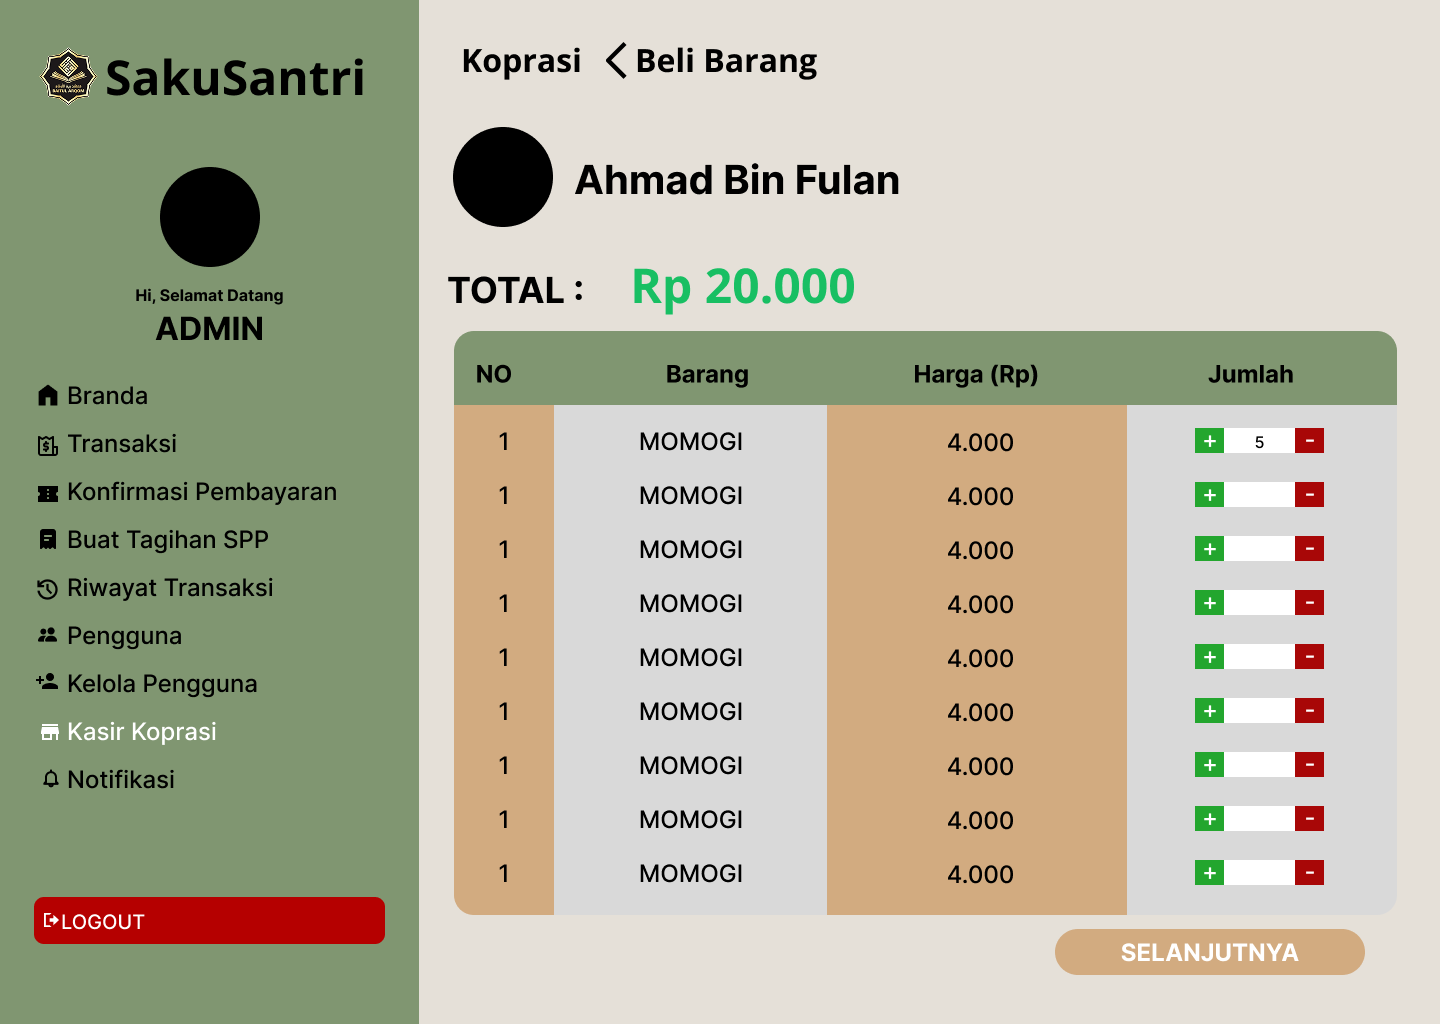 SakuSantri
BAITUL ARQOM
Hi, Selamat Datang
ADMIN
Branda
Transaksi
Konfirmasi Pembayaran
Buat Tagihan SPP
Riwayat Transaksi
Pengguna
Kelola Pengguna
Kasir Koprasi
Notifikasi
LOGOUT
Koprasi Beli Barang
Ahmad Bin Fulan
TOTAL : Rp 20.000
NO Barang Harga (Rp) Jumlah
1 MOMOGI 4.000 + 5 -
1 MOMOGI 4.000 + -
1 MOMOGI 4.000 + -
1 MOMOGI 4.000 + -
1 MOMOGI 4.000 + -
1 MOMOGI 4.000 + -
1 MOMOGI 4.000 + -
1 MOMOGI 4.000 + -
1 MOMOGI 4.000 + -
SELANJUTNYA